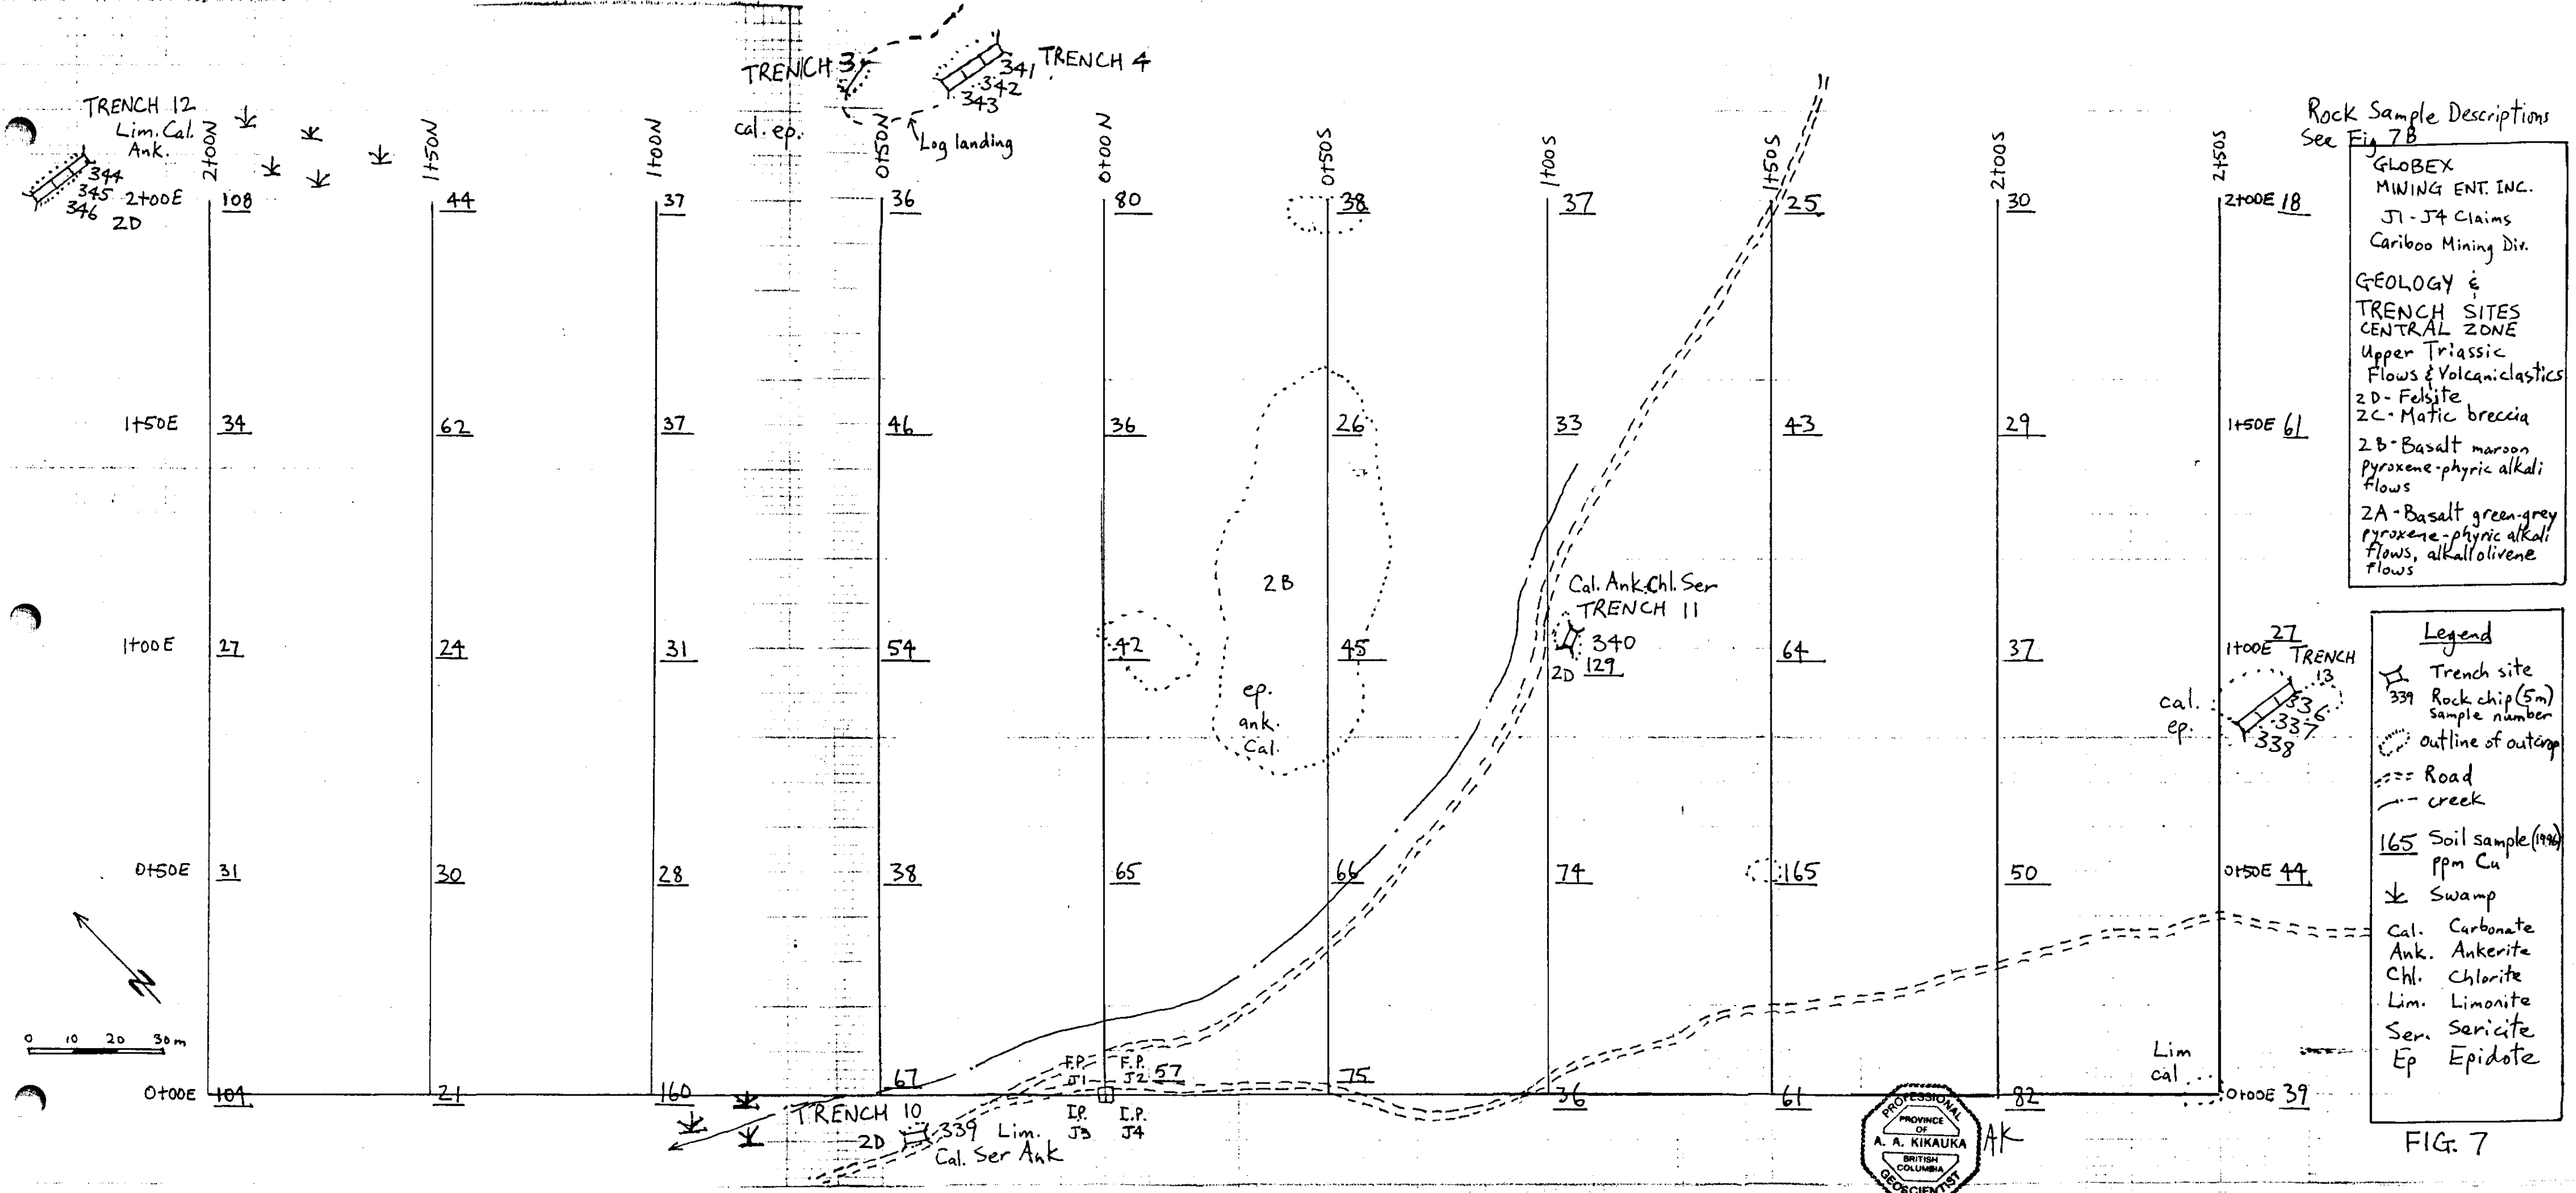 TRENCH 3
TRENCH 4
341
342
343
Log landing
cal. ep.
TRENCH 12
Lim. Cal.
Ank.
344
345
346
2D
2+00N
1+50N
1+00N
0+50N
0+00N
0+50S
1+00S
1+50S
2+00S
2+50S
2+00E 108 44 37 36 80 38 37 25 30 2+00E 18
1+50E 34 62 37 46 36 26 33 43 29 1+50E 61
2B
Cal. Ank. Chl. Ser
TRENCH 11
340
2D 129
1+00E 27 24 31 54 42 45 64 37 1+00E 27
TRENCH
13
336
337
338
cal.
ep.
ep.
ank.
Cal.
0+50E 31 30 28 38 65 66 74 165 50 0+50E 44
N
0 10 20 30m
F.P. F.P.
J1 J2 57
0+00E 104 21 160 67 75 36 61 82 0+00E 39
I.P. I.P.
J3 J4
TRENCH 10
2D 339 Lim.
Cal. Ser Ank
Lim
cal
PROFESSIONAL
PROVINCE
OF
A. A. KIKAUKA
BRITISH
COLUMBIA
GEOSCIENTIST
AK
Rock Sample Descriptions
See Fig 7B
GLOBEX
MINING ENT. INC.
J1-J4 Claims
Cariboo Mining Div.
GEOLOGY &
TRENCH SITES
CENTRAL ZONE
Upper Triassic
Flows & Volcaniclastics
2D- Felsite
2C- Mafic breccia
2B- Basalt maroon
pyroxene-phyric alkali
flows
2A- Basalt green-grey
pyroxene-phyric alkali
flows, alkali olivene
flows
Legend
Trench site
339 Rock chip (5m)
sample number
outline of outcrop
Road
creek
165 Soil sample (1996)
ppm Cu
Swamp
Cal. Carbonate
Ank. Ankerite
Chl. Chlorite
Lim. Limonite
Ser. Sericite
Ep Epidote
FIG. 7